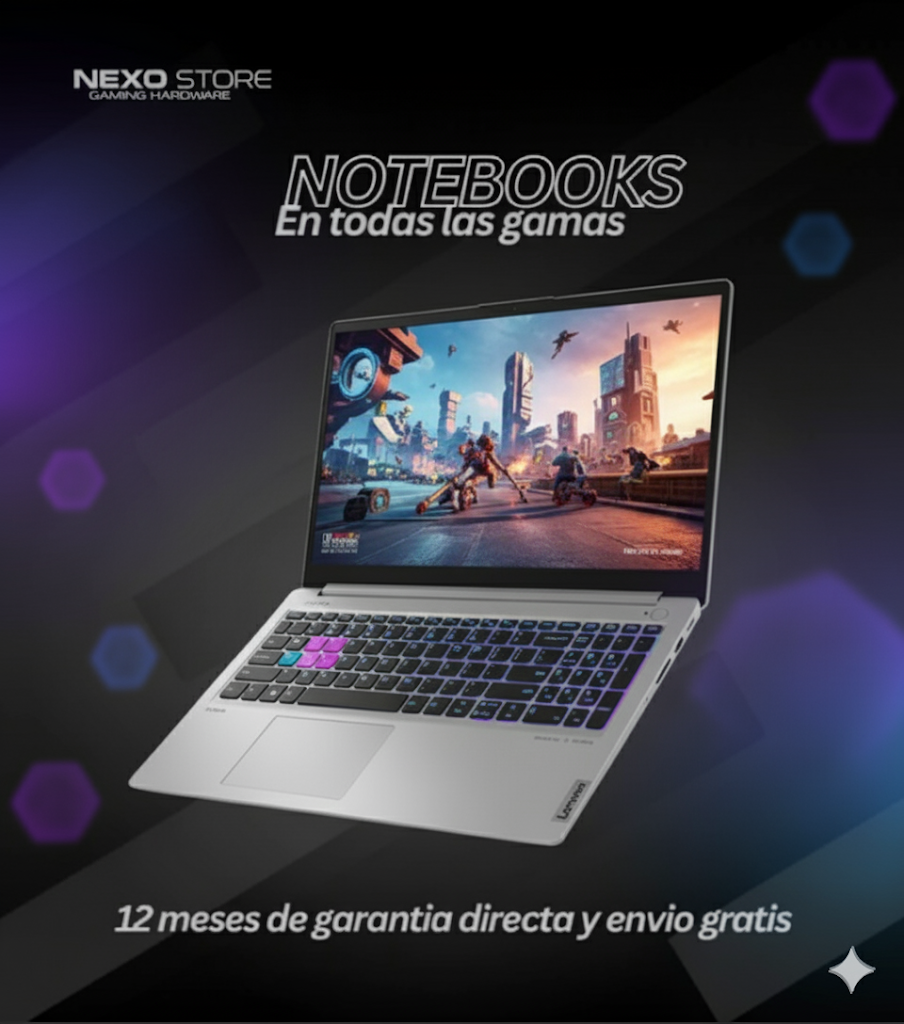 NEXO STORE
GAMING HARDWARE
NOTEBOOKS
En todas las gamas
Lenovo
12 meses de garantia directa y envio gratis